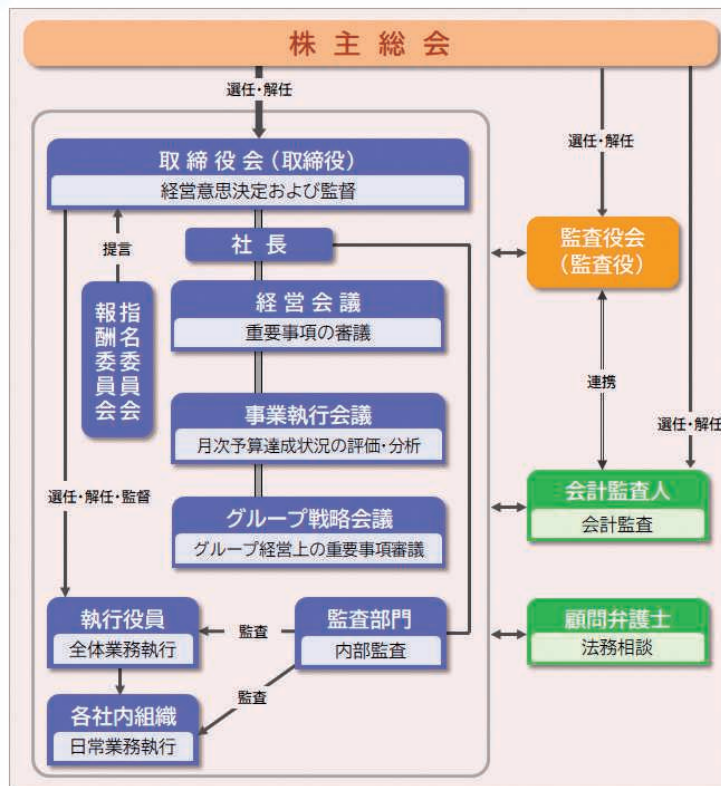 株主総会
選任・解任
選任・解任
取締役会（取締役）
経営意思決定および監督
社長
監査役会
（監査役）
提言
指名委員会
報酬委員会
経営会議
重要事項の審議
連携
事業執行会議
月次予算達成状況の評価・分析
選任・解任
会計監査人
会計監査
選任・解任・監督
グループ戦略会議
グループ経営上の重要事項審議
執行役員
全体業務執行
監査
監査部門
内部監査
顧問弁護士
法務相談
監査
各社内組織
日常業務執行